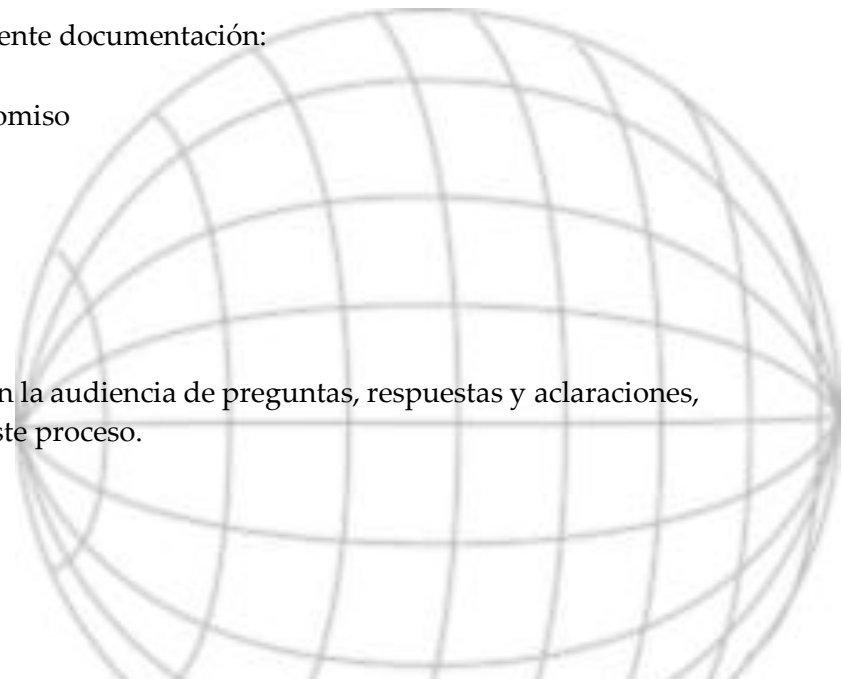 ente documentación:
omiso
n la audiencia de preguntas, respuestas y aclaraciones,
ste proceso.